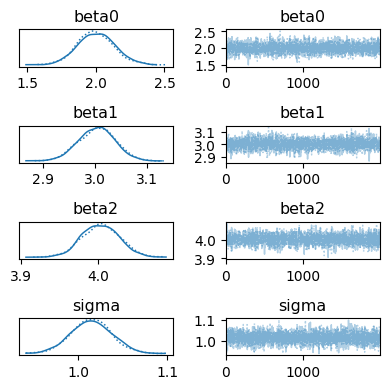 beta0 beta0
2.5
2.0
1.5
1.5 2.0 2.5 0 1000
beta1 beta1
3.1
3.0
2.9
2.9 3.0 3.1 0 1000
beta2 beta2
4.0
3.9
3.9 4.0 0 1000
sigma sigma
1.1
1.0
1.0 1.1 0 1000